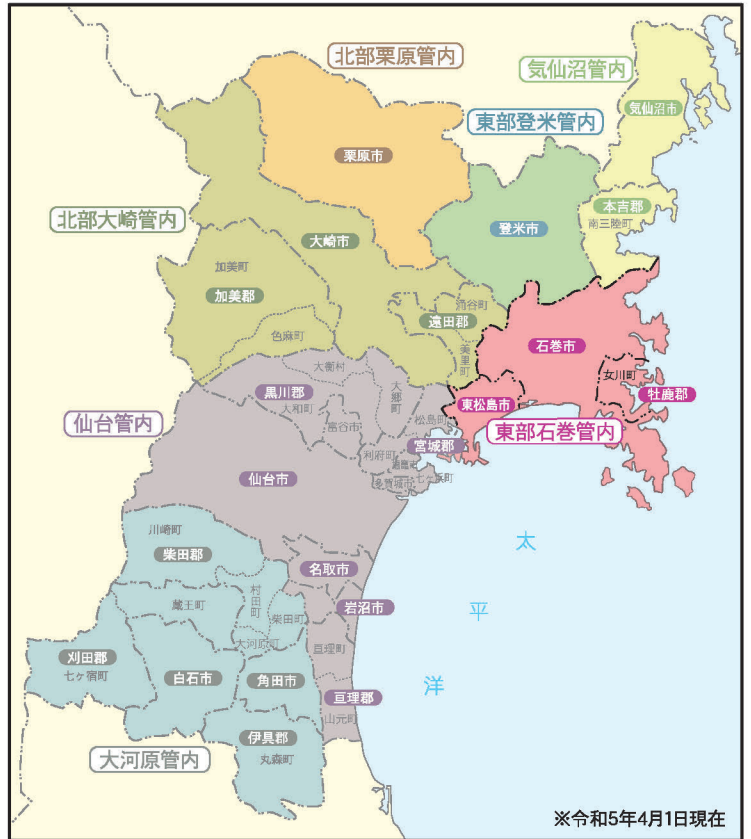 北部栗原管内
気仙沼管内
気仙沼市
東部登米管内
栗原市
北部大崎管内
本吉郡
南三陸町
登米市
大崎市
加美町
加美郡
涌谷町
遠田郡
色麻町
美里町
石巻市
大衡村
女川町
黒川郡
大郷町
牡鹿郡
大和町
東松島市
松島町
仙台管内
富谷市
東部石巻管内
宮城郡
利府町
仙台市
七ヶ浜町
多賀城市
川崎町
太平洋
柴田郡
名取市
村田町
蔵王町
柴田町
岩沼市
大河原町
亘理町
刈田郡
七ヶ宿町
白石市
角田市
亘理郡
山元町
伊具郡
大河原管内
丸森町
※令和5年4月1日現在